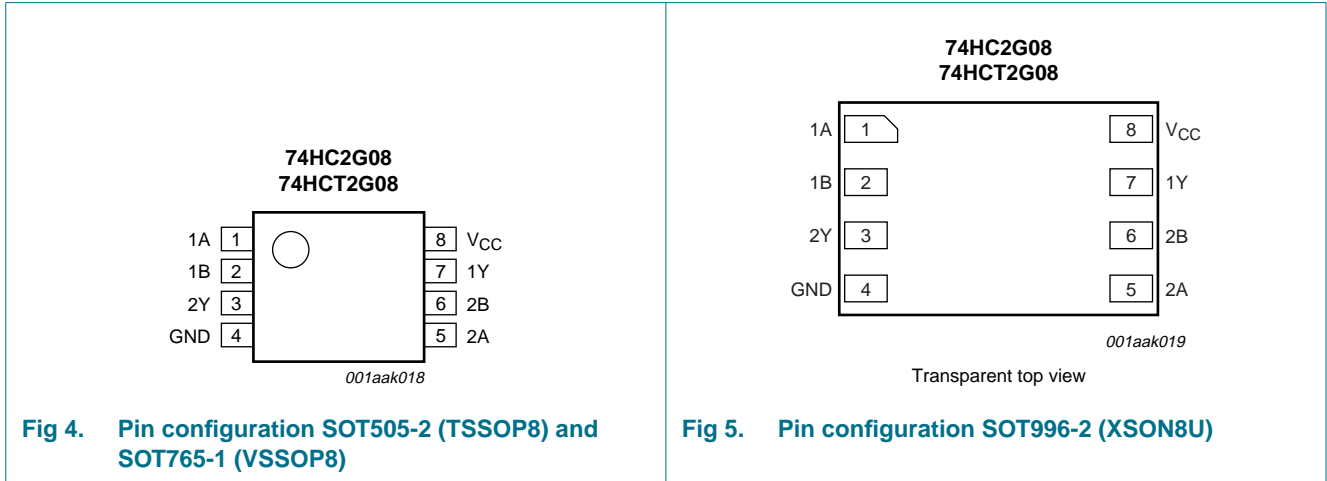 74HC2G08
74HCT2G08
1A 1 8 VCC
1B 2 7 1Y
2Y 3 6 2B
GND 4 5 2A
001aak018
Fig 4. Pin configuration SOT505-2 (TSSOP8) and
SOT765-1 (VSSOP8)
74HC2G08
74HCT2G08
1A 1 8 VCC
1B 2 7 1Y
2Y 3 6 2B
GND 4 5 2A
001aak019
Transparent top view
Fig 5. Pin configuration SOT996-2 (XSON8U)